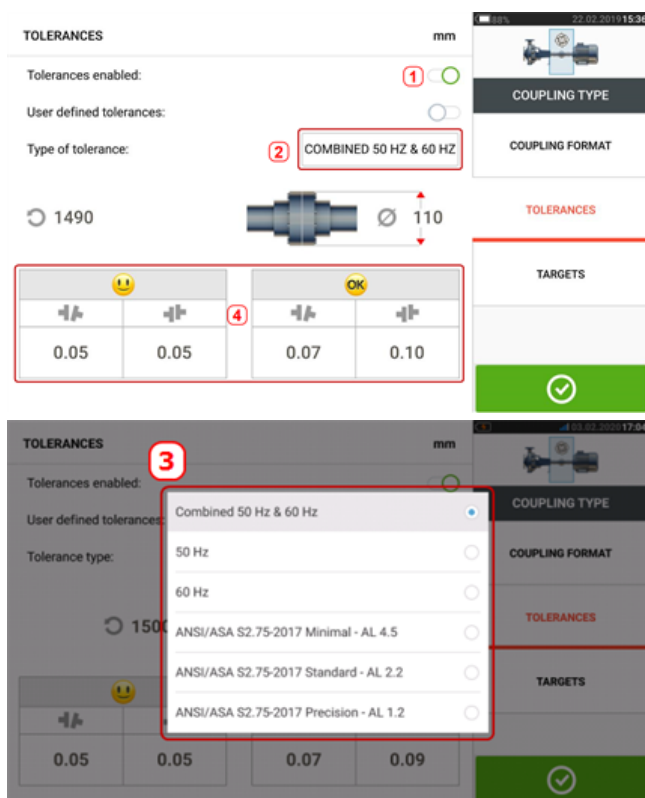 88% 22.02.2019 15:36
TOLERANCES mm
Tolerances enabled: 1
User defined tolerances:
Type of tolerance: 2 COMBINED 50 HZ & 60 HZ
1490 Ø 110
OK
4
0.05 0.05 0.07 0.10
COUPLING TYPE
COUPLING FORMAT
TOLERANCES
TARGETS
03.02.2020 17:04
TOLERANCES mm
3
Tolerances enabled:
User defined tolerances:
Tolerance type:
1500
Combined 50 Hz & 60 Hz
50 Hz
60 Hz
ANSI/ASA S2.75-2017 Minimal - AL 4.5
ANSI/ASA S2.75-2017 Standard - AL 2.2
ANSI/ASA S2.75-2017 Precision - AL 1.2
0.05 0.05 0.07 0.09
COUPLING TYPE
COUPLING FORMAT
TOLERANCES
TARGETS